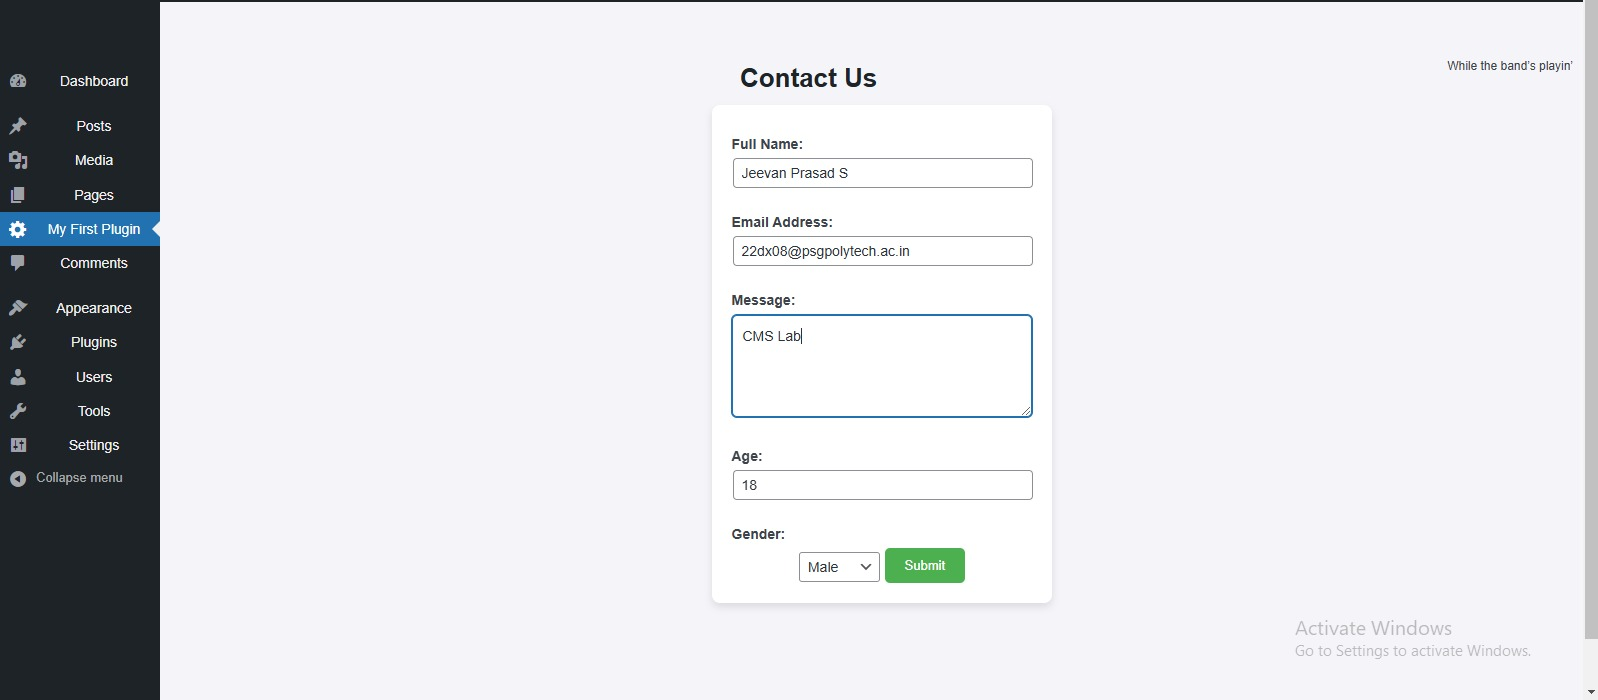 Dashboard
Posts
Media
Pages
My First Plugin
Comments
Appearance
Plugins
Users
Tools
Settings
Collapse menu
While the band's playin'
Contact Us
Full Name:
Jeevan Prasad S
Email Address:
22dx08@psgpolytech.ac.in
Message:
CMS Lab
Age:
18
Gender:
Male
Submit
Activate Windows
Go to Settings to activate Windows.